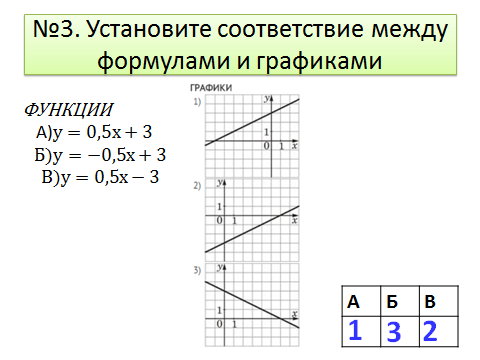 №3. Установите соответствие между
формулами и графиками
ФУНКЦИИ
А)y = 0,5x + 3
Б)y = −0,5x + 3
В)y = 0,5x − 3
ГРАФИКИ
1)
y
1
0 1 x
2)
y
1
0 1
x
3)
y
1
0 1
x
А Б В
1 3 2